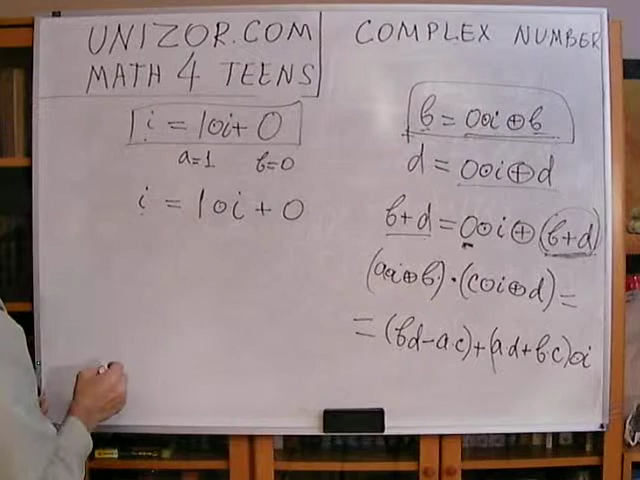 UNIZOR.COM
MATH 4 TEENS
i = 1∘i + 0
a=1 b=0
i = 1∘i + 0
COMPLEX NUMBER
b = 0∘i⊕b
d = 0∘i⊕d
b+d = 0∘i⊕(b+d)
(a∘i⊕b)·(c∘i⊕d)=
=(bd-ac)+(ad+bc)∘i